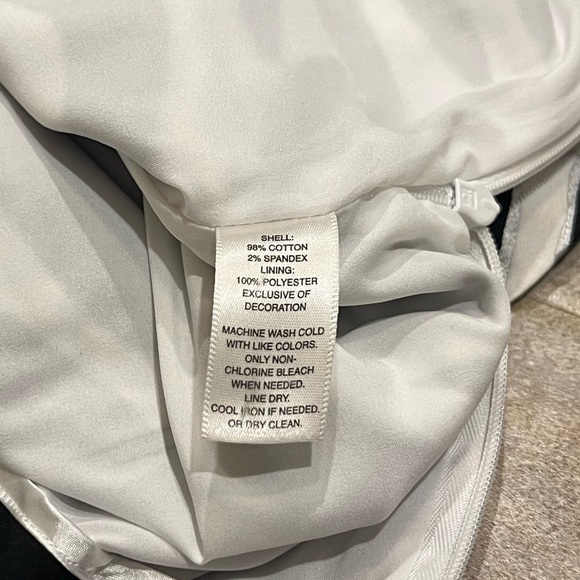 SHELL:
98% COTTON
2% SPANDEX
LINING:
100% POLYESTER
EXCLUSIVE OF
DECORATION
MACHINE WASH COLD
WITH LIKE COLORS.
ONLY NON-
CHLORINE BLEACH
WHEN NEEDED.
LINE DRY.
COOL IRON IF NEEDED.
OR DRY CLEAN.